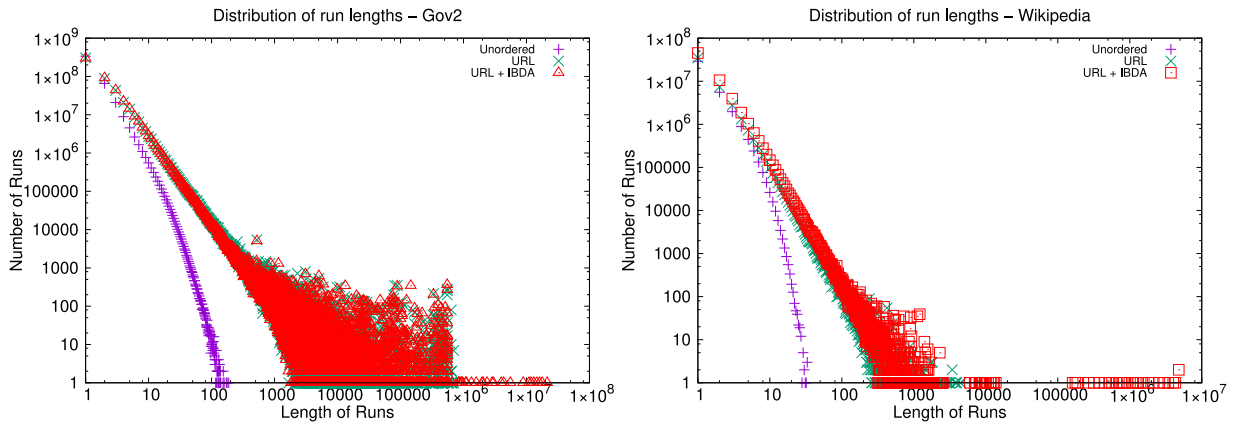 Distribution of run lengths – Gov2
1×10^9
1×10^8
1×10^7
1×10^6
100000
10000
1000
100
10
1
Number of Runs
Unordered
URL
URL + IBDA
1 10 100 1000 10000 100000 1×10^6 1×10^7 1×10^8
Length of Runs
Distribution of run lengths – Wikipedia
1×10^8
1×10^7
1×10^6
100000
10000
1000
100
10
1
Number of Runs
Unordered
URL
URL + IBDA
1 10 100 1000 10000 100000 1×10^6 1×10^7
Length of Runs